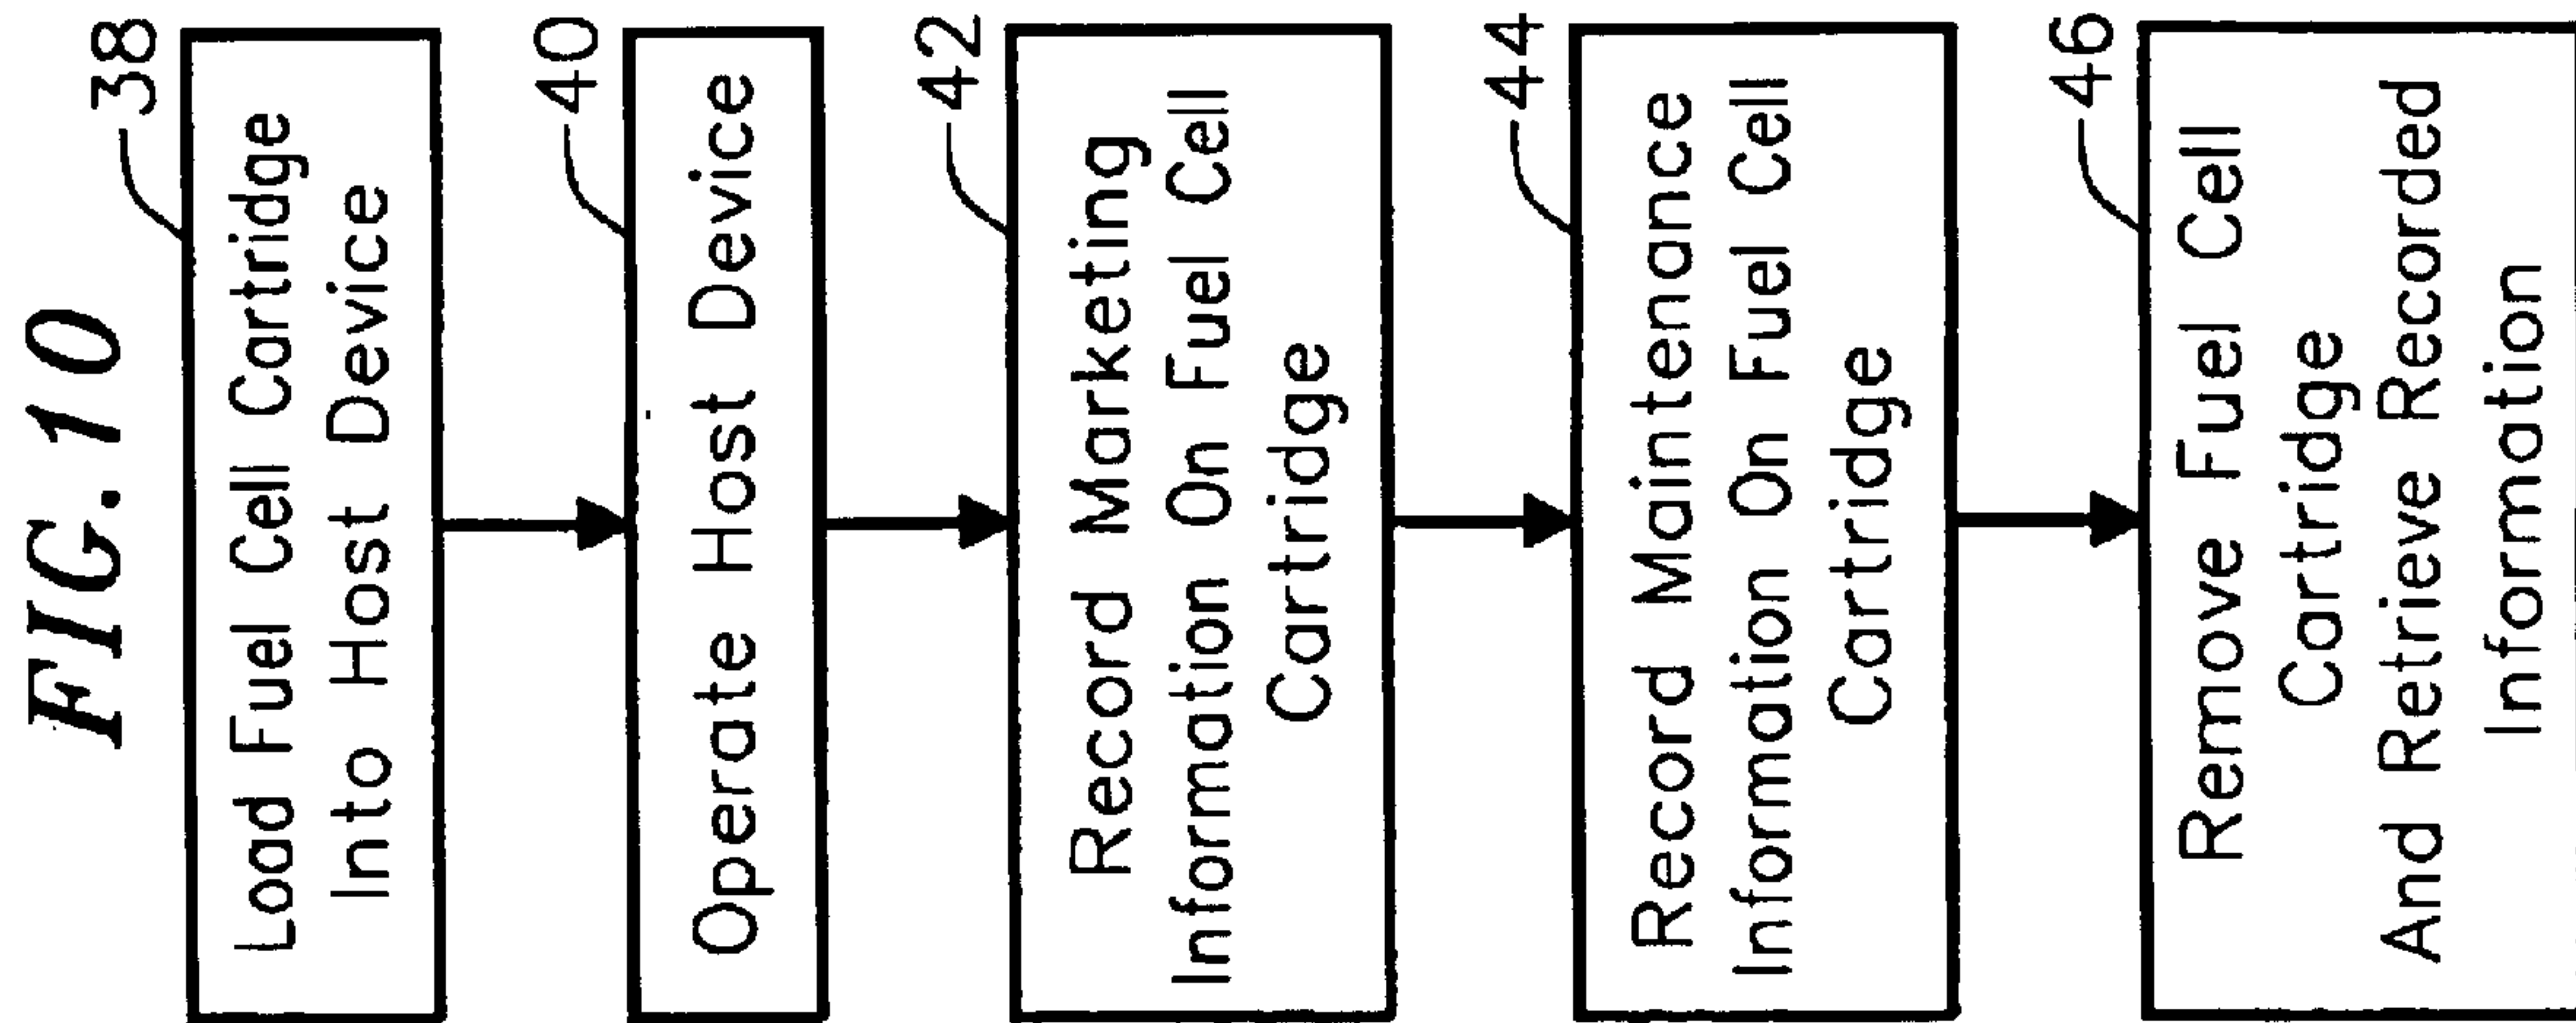 FIG. 10
38
Load Fuel Cell Cartridge
Into Host Device
40
Operate Host Device
42
Record Marketing
Information On Fuel Cell
Cartridge
44
Record Maintenance
Information On Fuel Cell
Cartridge
46
Remove Fuel Cell
Cartridge
And Retrieve Recorded
Information